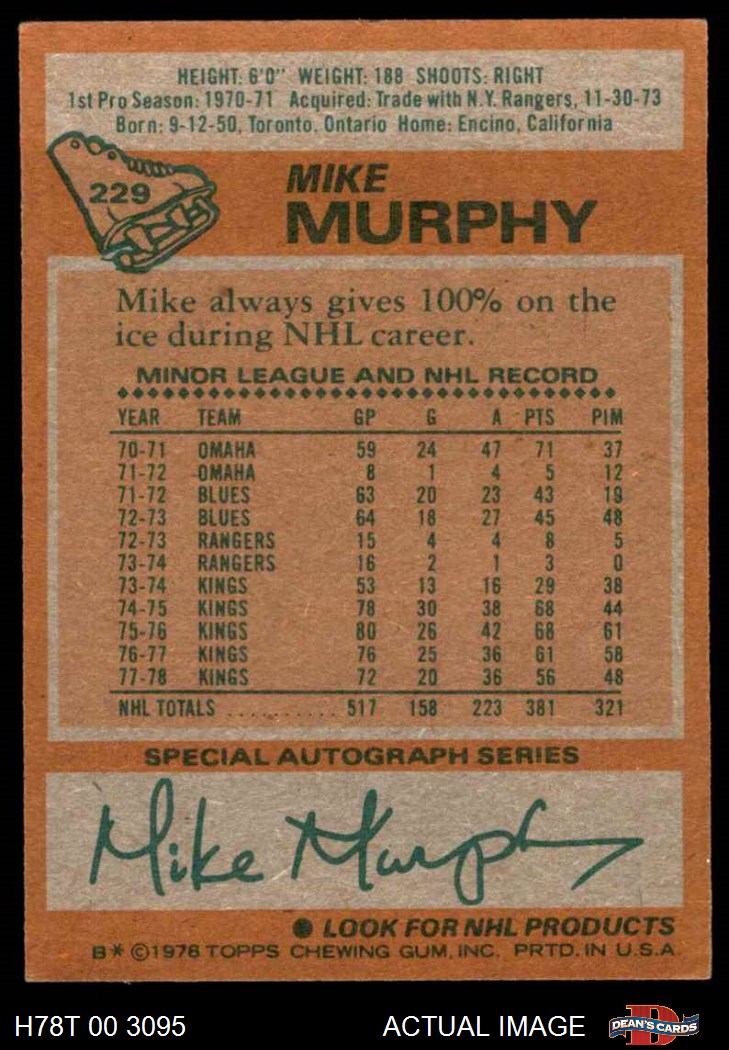 HEIGHT: 6'0" WEIGHT: 188 SHOOTS: RIGHT
1st Pro Season: 1970-71 Acquired: Trade with N.Y. Rangers, 11-30-73
Born: 9-12-50, Toronto, Ontario Home: Encino, California
229
MIKE
MURPHY
Mike always gives 100% on the
ice during NHL career.
MINOR LEAGUE AND NHL RECORD
YEAR TEAM GP G A PTS PIM
70-71 OMAHA 59 24 47 71 37
71-72 OMAHA 8 1 4 5 12
71-72 BLUES 63 20 23 43 19
72-73 BLUES 64 18 27 45 48
72-73 RANGERS 15 4 4 8 5
73-74 RANGERS 16 2 1 3 0
73-74 KINGS 53 13 16 29 38
74-75 KINGS 78 30 38 68 44
75-76 KINGS 80 26 42 68 61
76-77 KINGS 76 25 36 61 58
77-78 KINGS 72 20 36 56 48
NHL TOTALS .......... 517 158 223 381 321
SPECIAL AUTOGRAPH SERIES
Mike Murphy
● LOOK FOR NHL PRODUCTS
B* ©1978 TOPPS CHEWING GUM, INC. PRTD. IN U.S.A.
H78T 00 3095 ACTUAL IMAGE DEAN'S CARDS